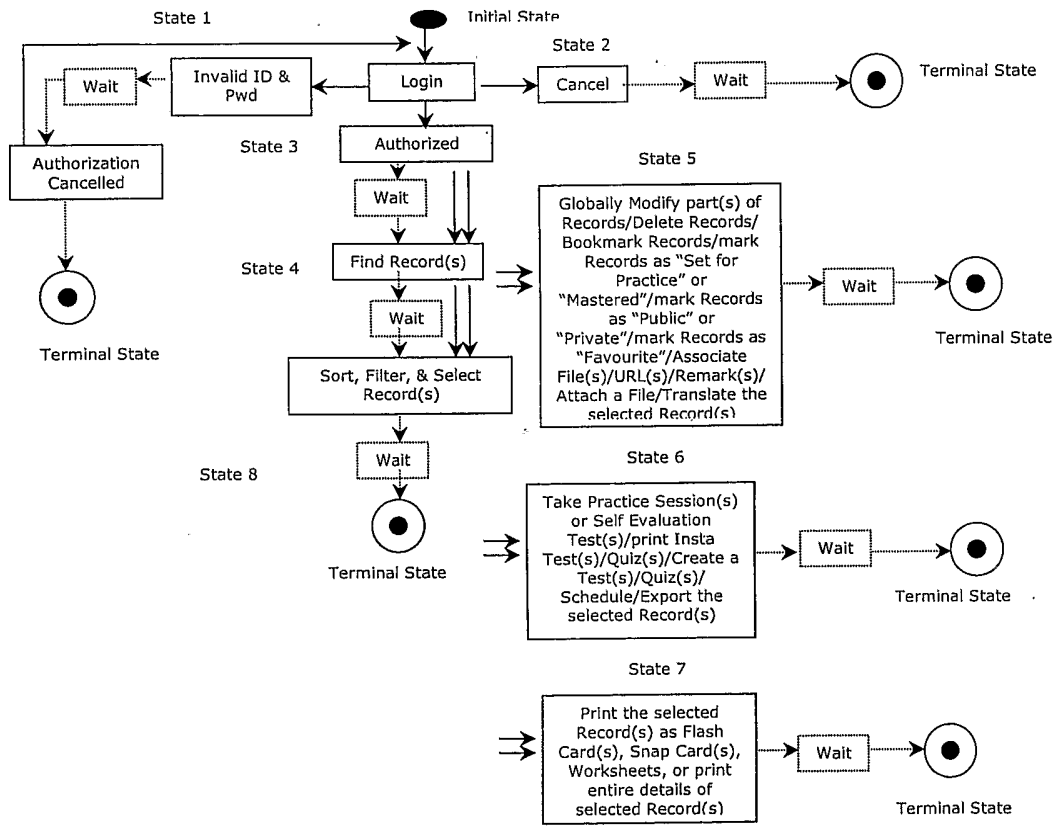 State 1
Initial State
State 2
Wait
Invalid ID &
Pwd
Login
Cancel
Wait
Terminal State
State 3
Authorized
Authorization
Cancelled
Wait
State 4
Find Record(s)
Wait
Sort, Filter, & Select
Record(s)
Wait
State 8
Terminal State
Terminal State
State 5
Globally Modify part(s) of
Records/Delete Records/
Bookmark Records/mark
Records as “Set for
Practice” or
“Mastered”/mark Records
as “Public” or
“Private”/mark Records as
“Favourite”/Associate
File(s)/URL(s)/Remark(s)/
Attach a File/Translate the
selected Record(s)
Wait
Terminal State
State 6
Take Practice Session(s)
or Self Evaluation
Test(s)/print Insta
Test(s)/Quiz(s)/Create a
Test(s)/Quiz(s)/
Schedule/Export the
selected Record(s)
Wait
Terminal State
State 7
Print the selected
Record(s) as Flash
Card(s), Snap Card(s),
Worksheets, or print
entire details of
selected Record(s)
Wait
Terminal State